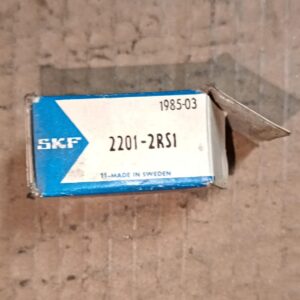 1985-03
SKF
2201-2RS1
11-MADE IN SWEDEN